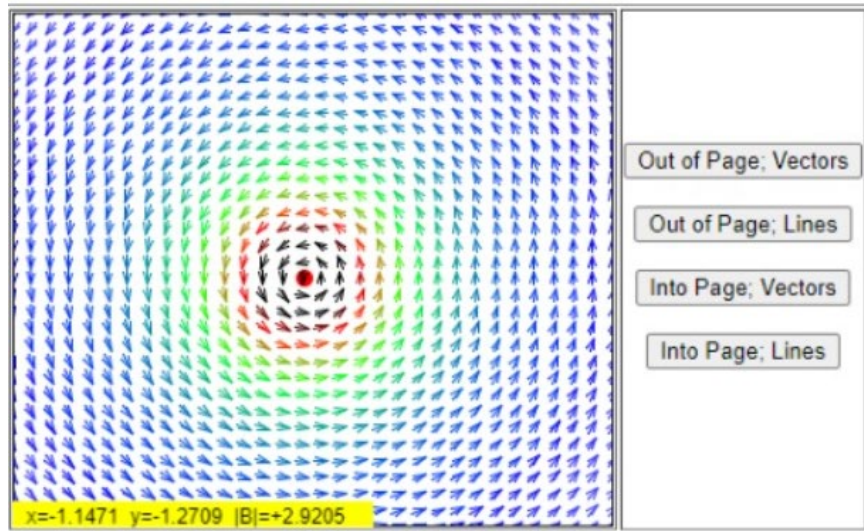 Out of Page; Vectors
Out of Page; Lines
Into Page; Vectors
Into Page; Lines
x=-1.1471 y=-1.2709 |B|=+2.9205